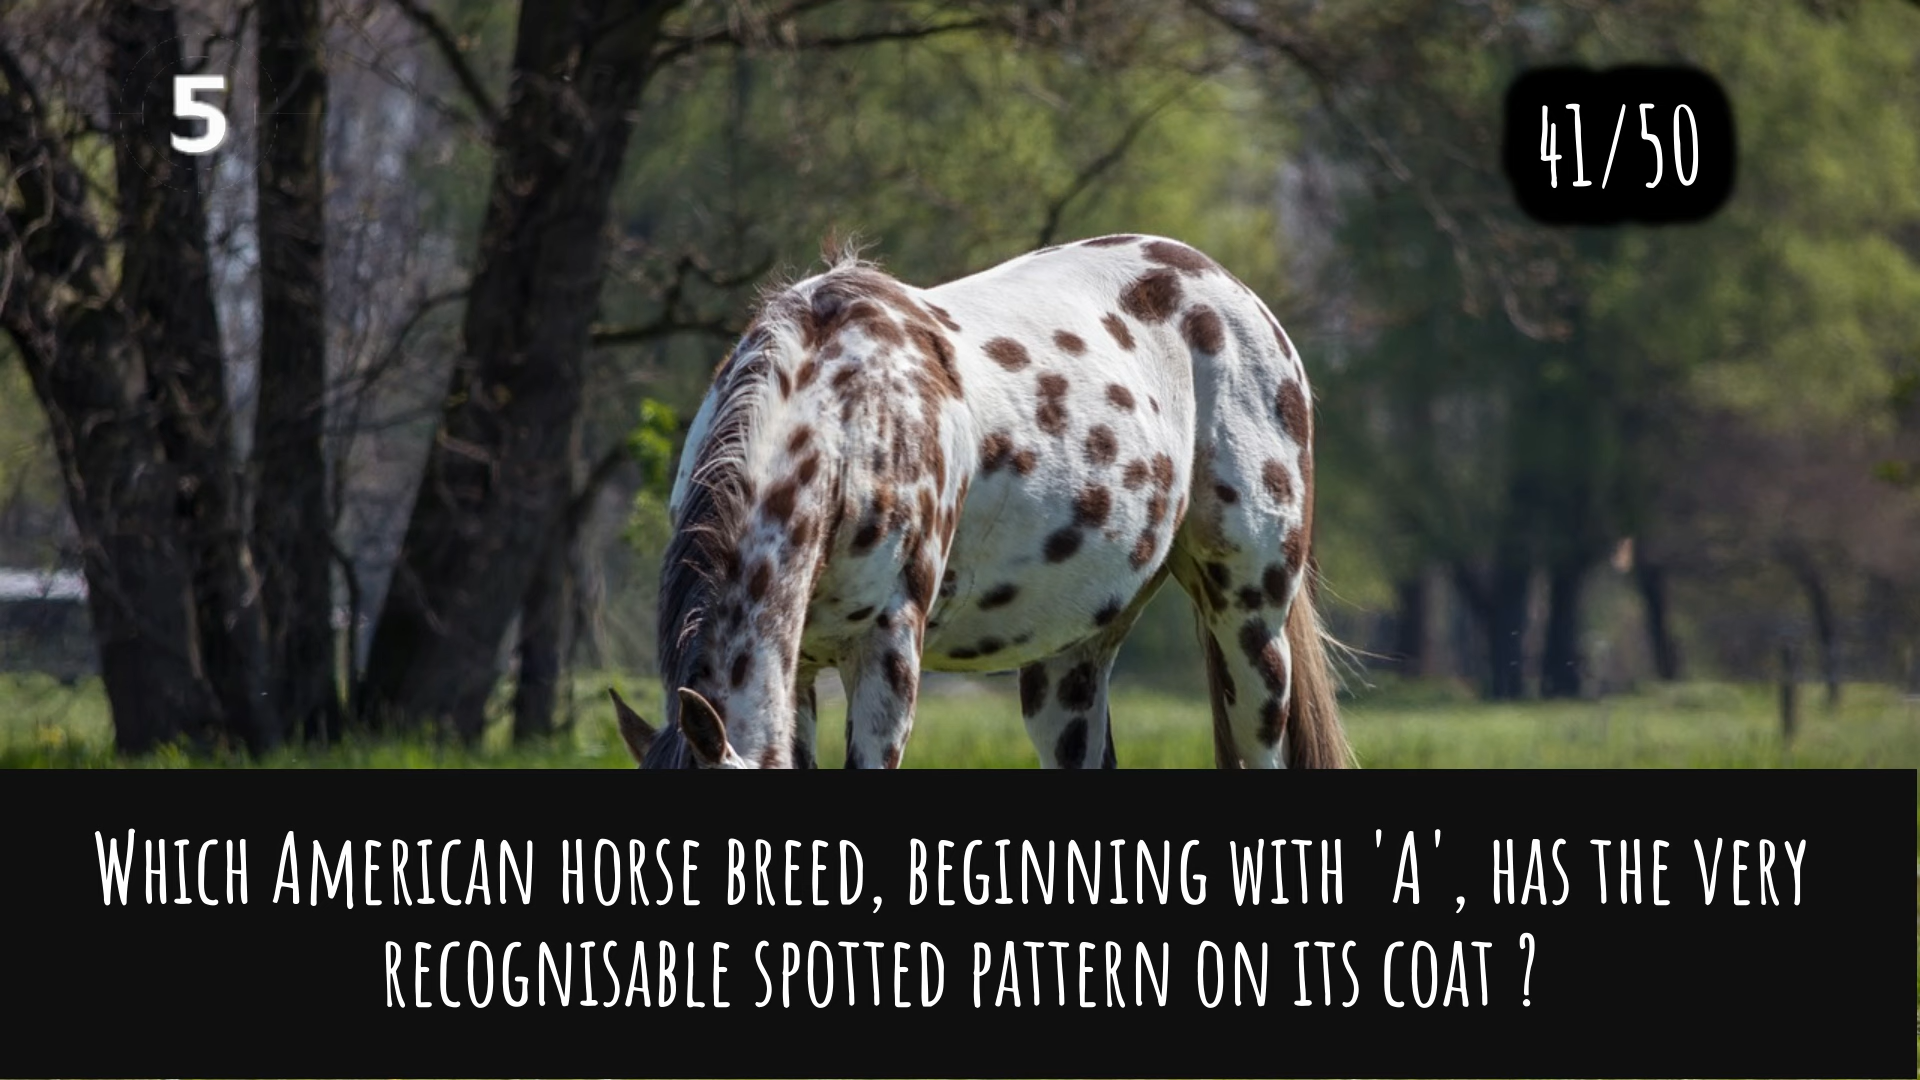 5
41/50
Which American horse breed, beginning with 'A', has the very
recognisable spotted pattern on its coat ?